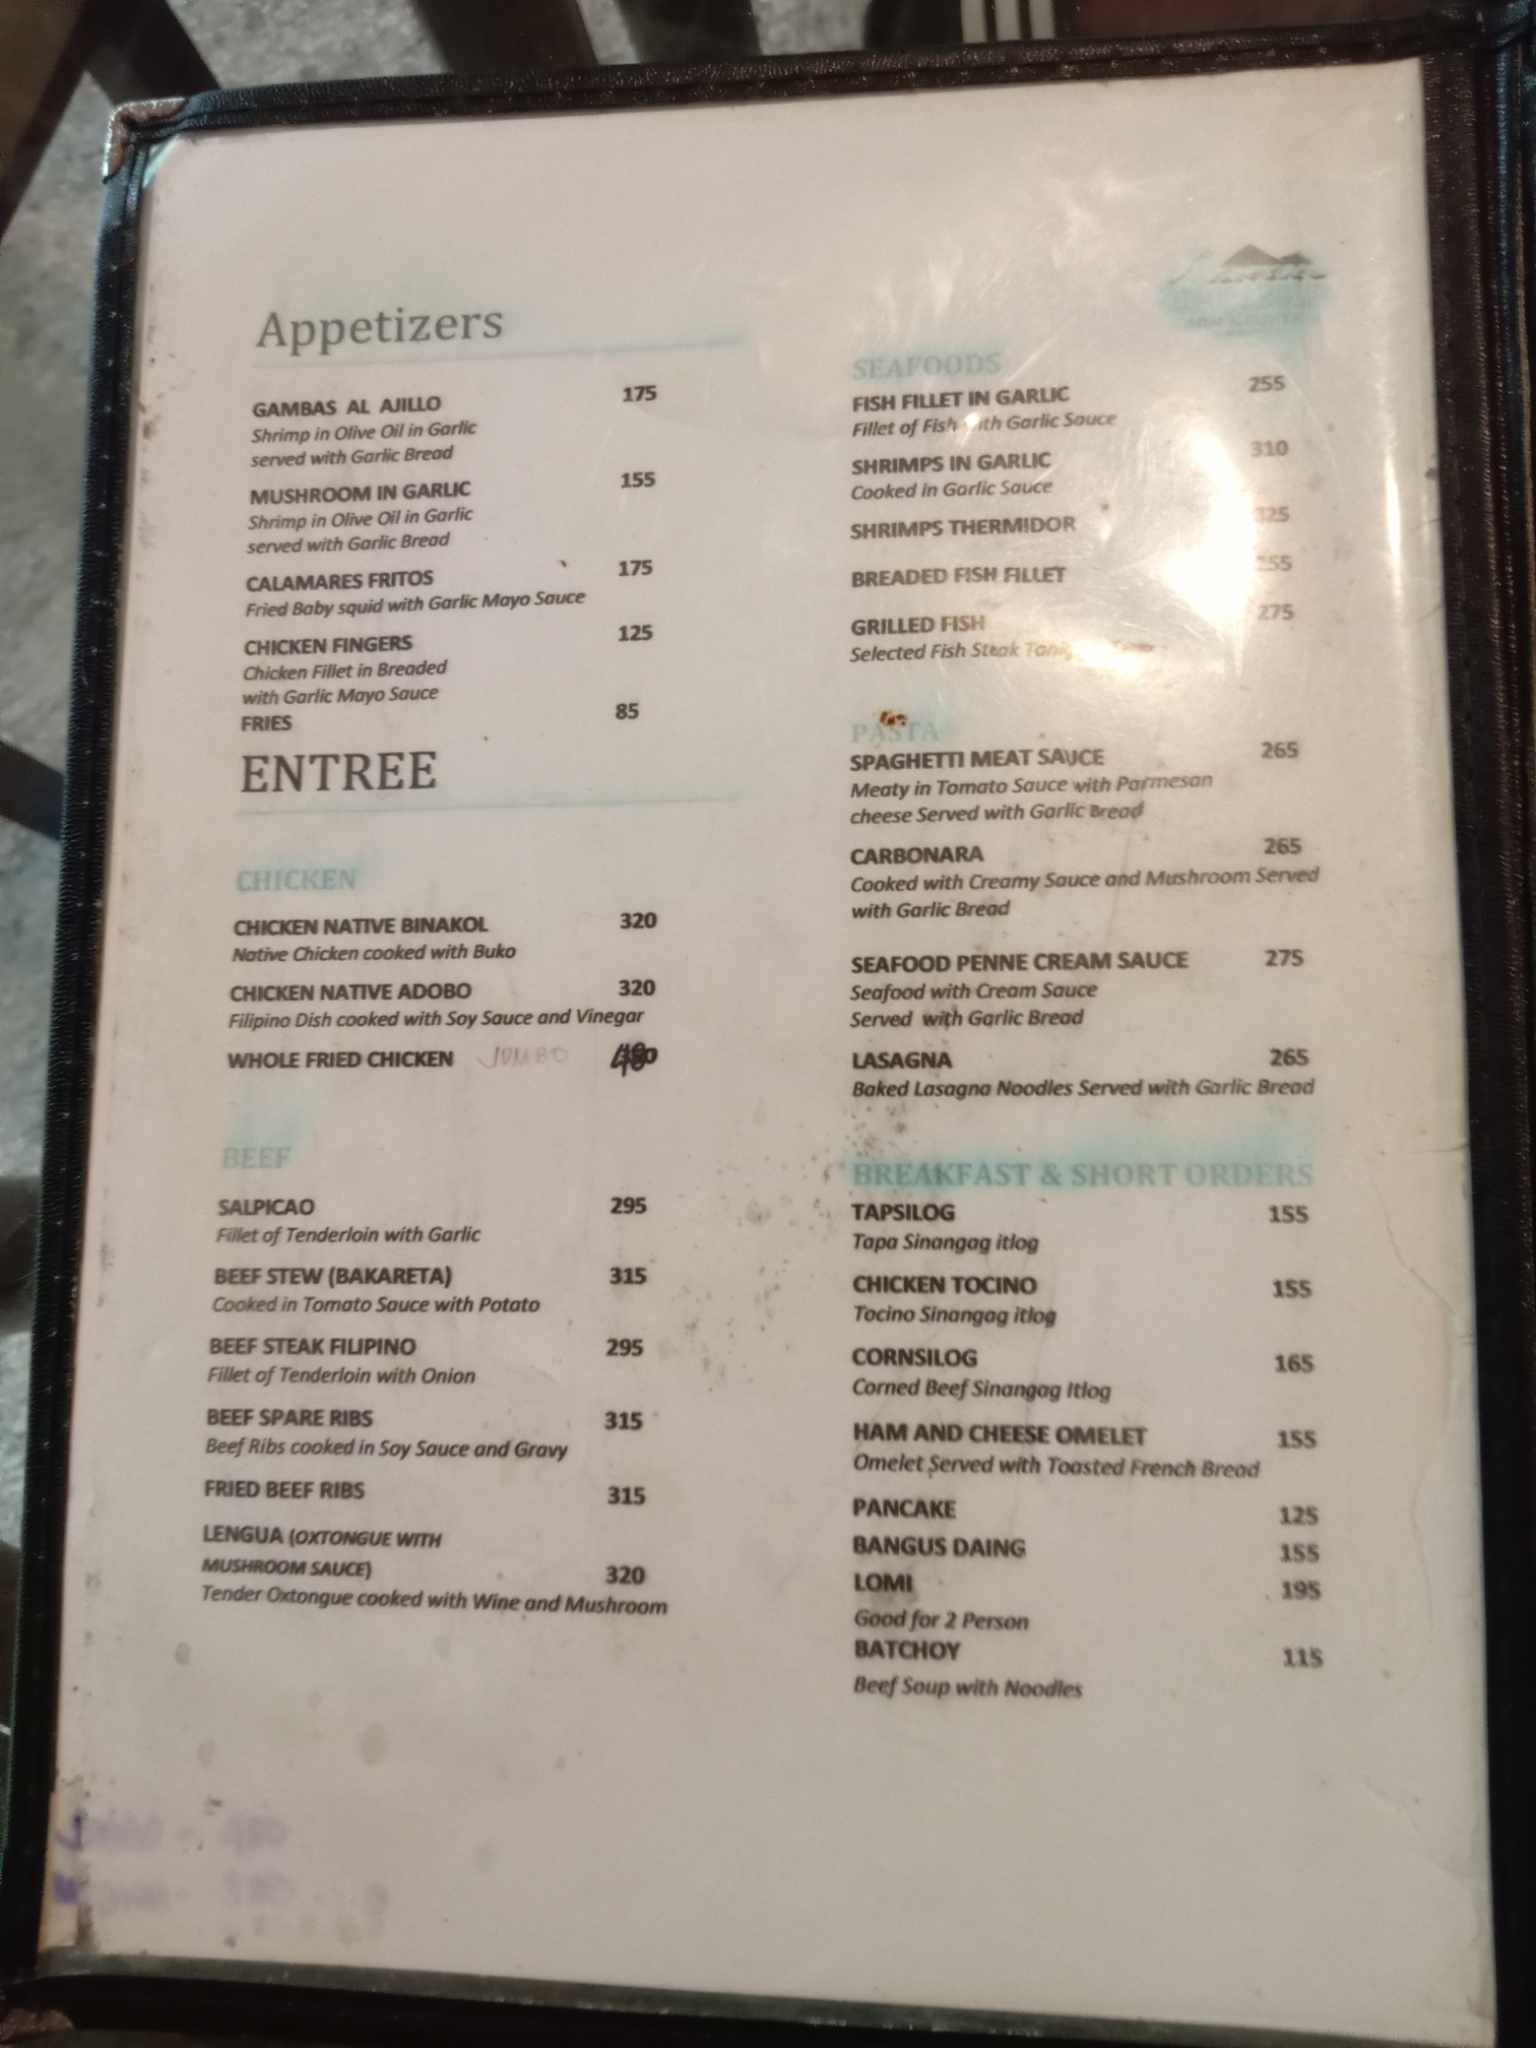 Appetizers
GAMBAS AL AJILLO 175
Shrimp in Olive Oil in Garlic
served with Garlic Bread
MUSHROOM IN GARLIC 155
Shrimp in Olive Oil in Garlic
served with Garlic Bread
CALAMARES FRITOS 175
Fried Baby squid with Garlic Mayo Sauce
CHICKEN FINGERS 125
Chicken Fillet in Breaded
with Garlic Mayo Sauce
FRIES 85
ENTREE
CHICKEN
CHICKEN NATIVE BINAKOL 320
Native Chicken cooked with Buko
CHICKEN NATIVE ADOBO 320
Filipino Dish cooked with Soy Sauce and Vinegar
WHOLE FRIED CHICKEN JUMBO
BEEF
SALPICAO 295
Fillet of Tenderloin with Garlic
BEEF STEW (BAKARETA) 315
Cooked in Tomato Sauce with Potato
BEEF STEAK FILIPINO 295
Fillet of Tenderloin with Onion
BEEF SPARE RIBS 315
Beef Ribs cooked in Soy Sauce and Gravy
FRIED BEEF RIBS 315
LENGUA (OXTONGUE WITH
MUSHROOM SAUCE) 320
Tender Oxtongue cooked with Wine and Mushroom
SEAFOODS
FISH FILLET IN GARLIC 255
Fillet of Fish with Garlic Sauce
SHRIMPS IN GARLIC 310
Cooked in Garlic Sauce
SHRIMPS THERMIDOR
BREADED FISH FILLET
GRILLED FISH 275
Selected Fish Steak
PASTA
SPAGHETTI MEAT SAUCE 265
Meaty in Tomato Sauce with Parmesan
cheese Served with Garlic Bread
CARBONARA 265
Cooked with Creamy Sauce and Mushroom Served
with Garlic Bread
SEAFOOD PENNE CREAM SAUCE 275
Seafood with Cream Sauce
Served with Garlic Bread
LASAGNA 265
Baked Lasagna Noodles Served with Garlic Bread
BREAKFAST & SHORT ORDERS
TAPSILOG 155
Tapa Sinangag itlog
CHICKEN TOCINO 155
Tocino Sinangag itlog
CORNSILOG 165
Corned Beef Sinangag Itlog
HAM AND CHEESE OMELET 155
Omelet Served with Toasted French Bread
PANCAKE 125
BANGUS DAING 155
LOMI 195
Good for 2 Person
BATCHOY 115
Beef Soup with Noodles